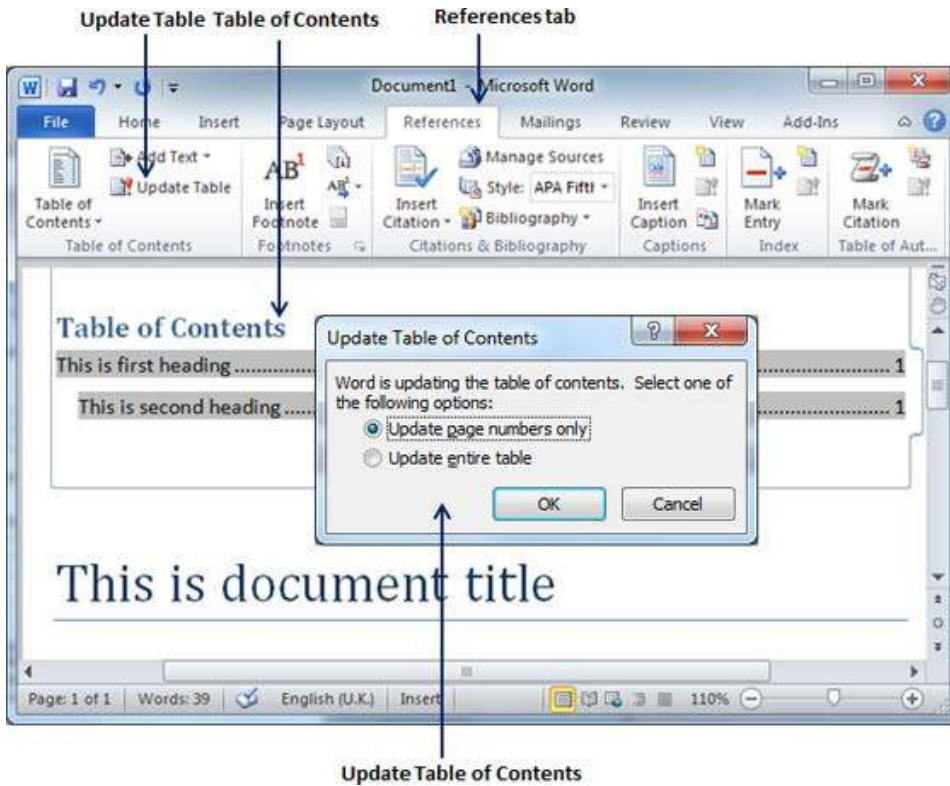 Update Table Table of Contents References tab
W Document1 - Microsoft Word
File Home Insert Page Layout References Mailings Review View Add-Ins
Add Text Manage Sources
AB1 Update Table Style: APA Fifth
Table of Contents Insert Footnote Insert Citation Bibliography Insert Caption Mark Entry Mark Citation
Table of Contents Footnotes Citations & Bibliography Captions Index Table of Aut...
Table of Contents
Update Table of Contents
This is first heading 1
Word is updating the table of contents. Select one of
the following options:
This is second heading 1
Update page numbers only
Update entire table
OK Cancel
This is document title
Page: 1 of 1 Words: 39 English (U.K.) Insert 110%
Update Table of Contents